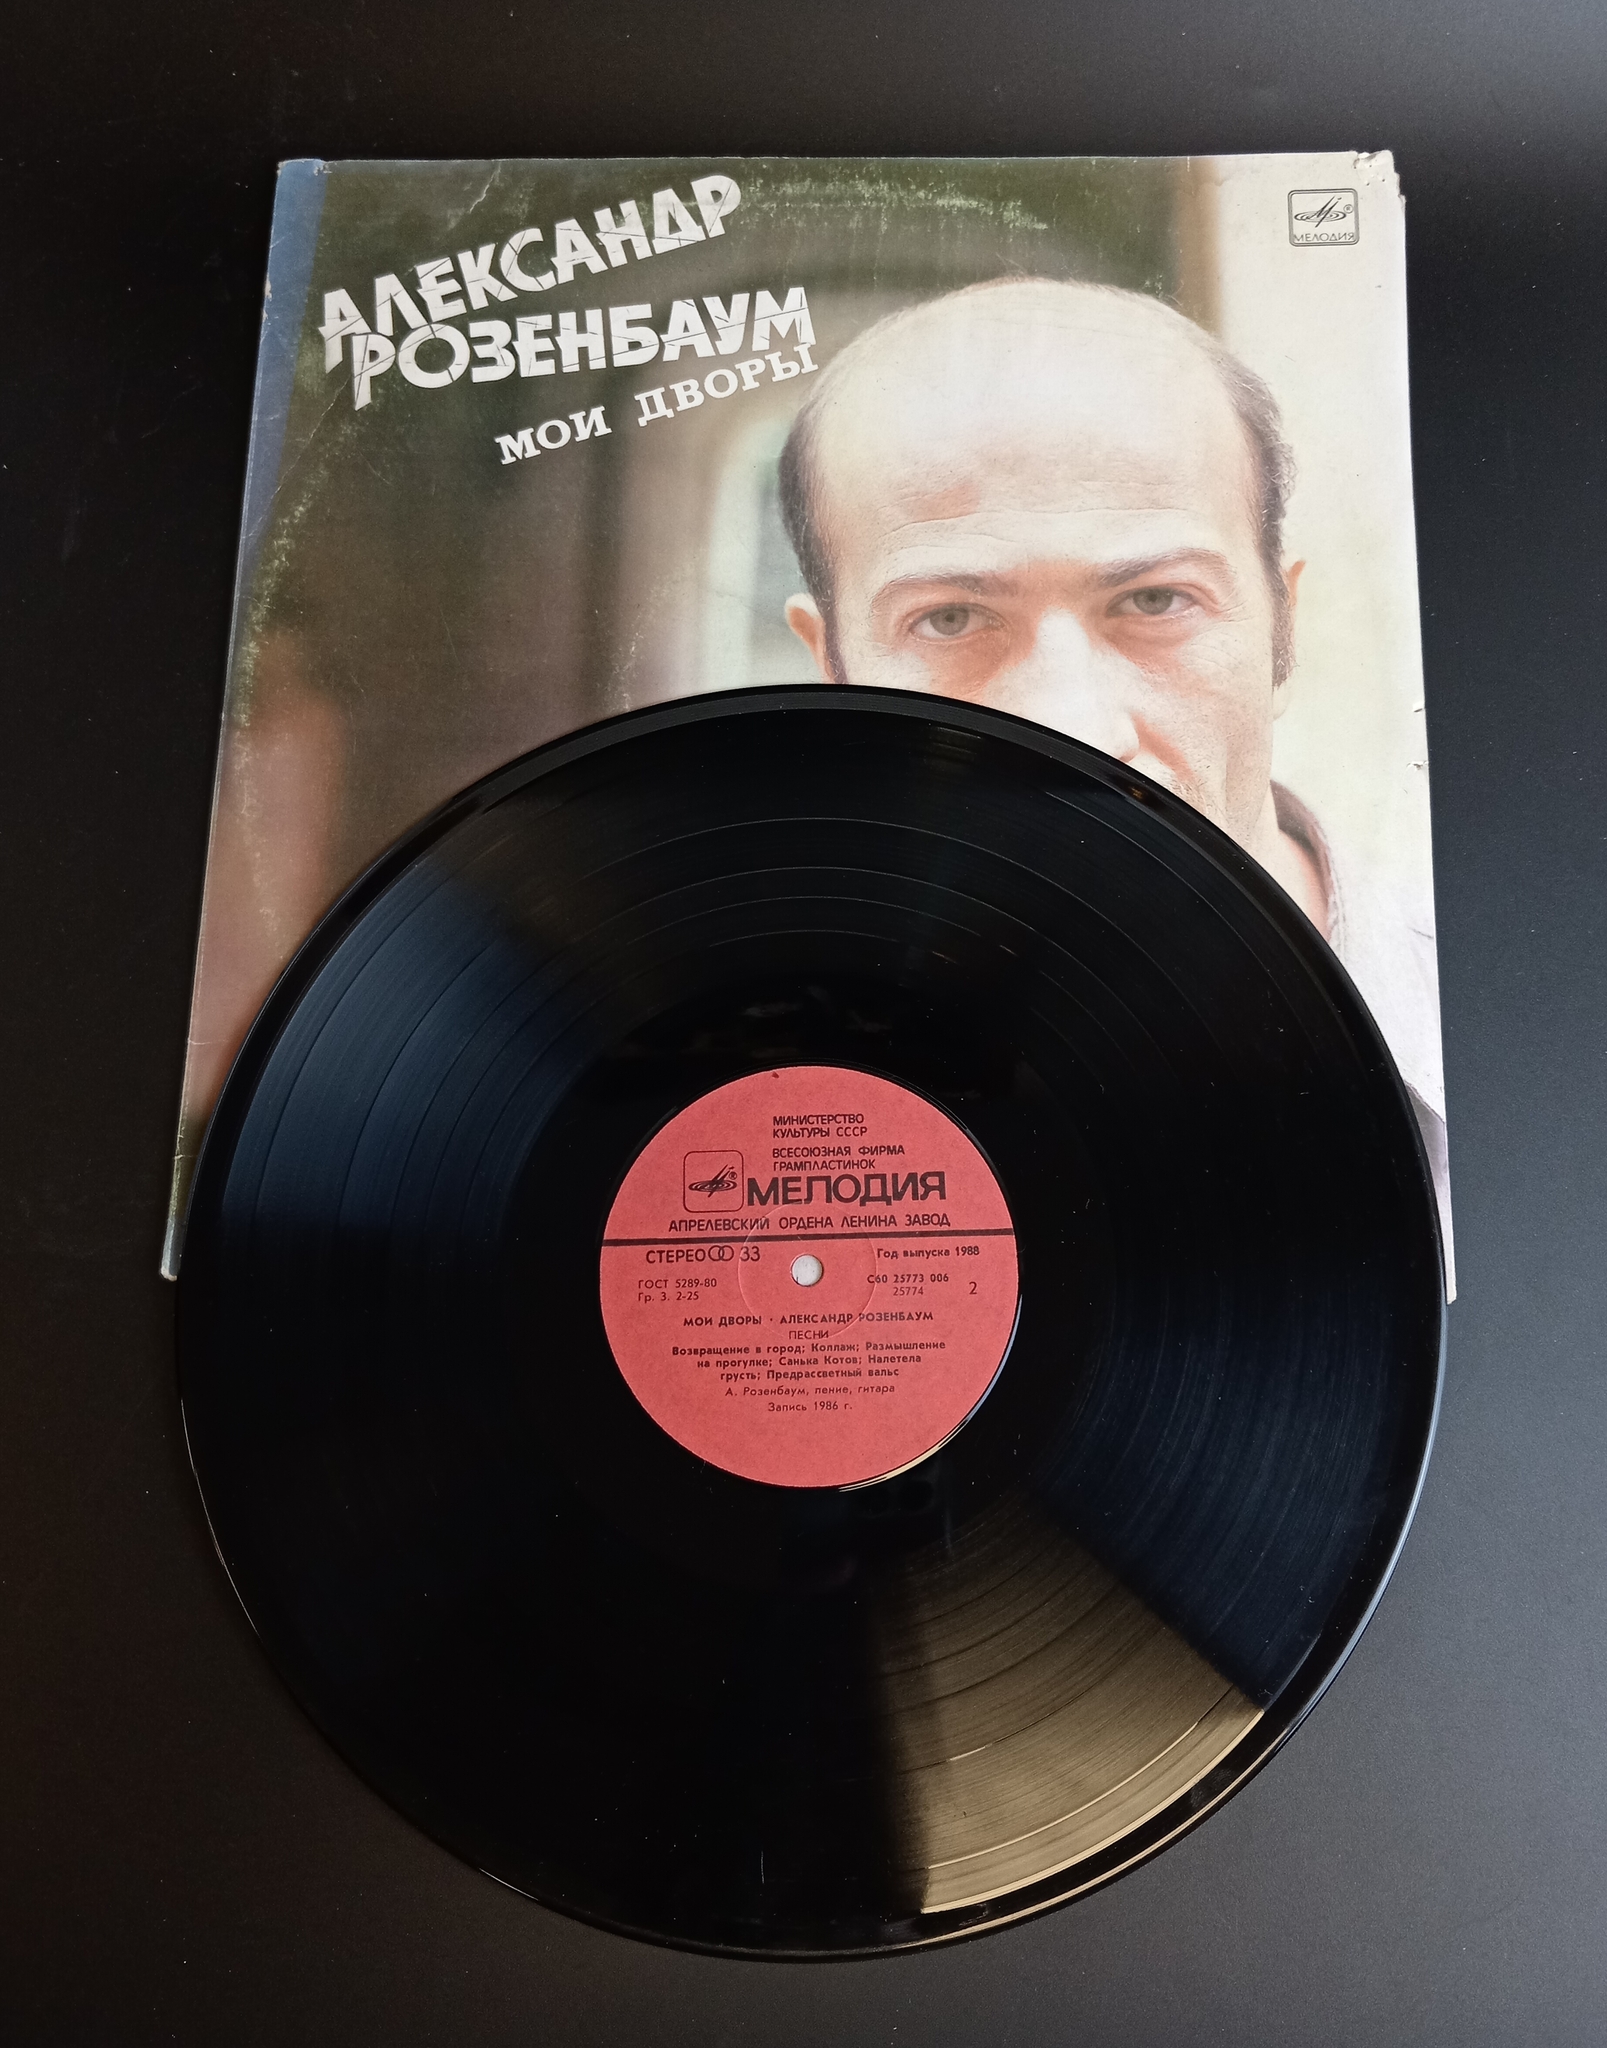 АЛЕКСАНДР
РОЗЕНБАУМ
МОИ ДВОРЫ
МЕЛОДИЯ
МИНИСТЕРСТВО
КУЛЬТУРЫ СССР
ВСЕСОЮЗНАЯ ФИРМА
ГРАМПЛАСТИНОК
МЕЛОДИЯ
АПРЕЛЕВСКИЙ ОРДЕНА ЛЕНИНА ЗАВОД
СТЕРЕО 33
Год выпуска 1988
ГОСТ 5289-80
Гр. 3. 2-25
С60 25773 006
25774
2
МОИ ДВОРЫ · АЛЕКСАНДР РОЗЕНБАУМ
ПЕСНИ
Возвращение в город; Коллаж; Размышление
на прогулке; Санька Котов; Налетела
грусть; Предрассветный вальс
А. Розенбаум, пение, гитара
Запись 1986 г.